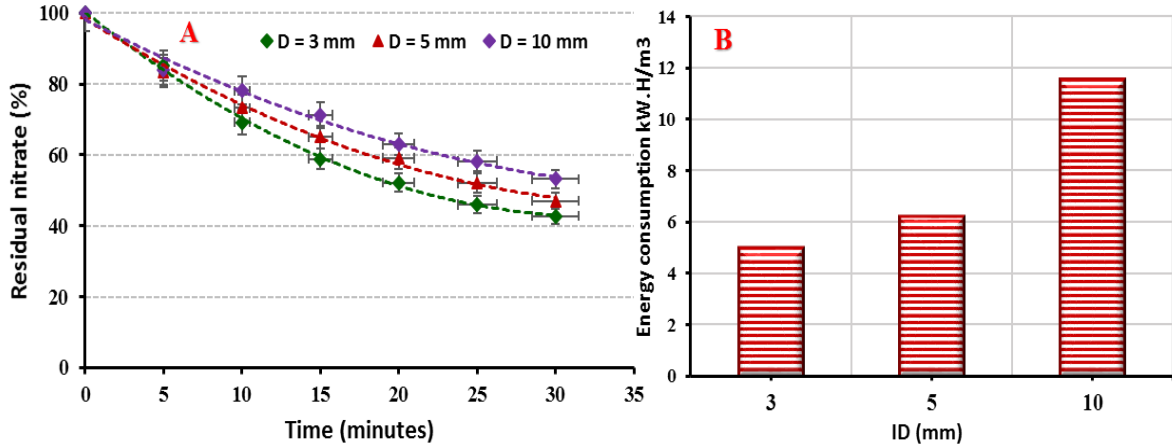 A
D = 3 mm
D = 5 mm
D = 10 mm
100
80
60
40
20
0
0 5 10 15 20 25 30 35
Residual nitrate (%)
Time (minutes)
B
14
12
10
8
6
4
2
0
3 5 10
Energy consumption kW.H/m3
ID (mm)